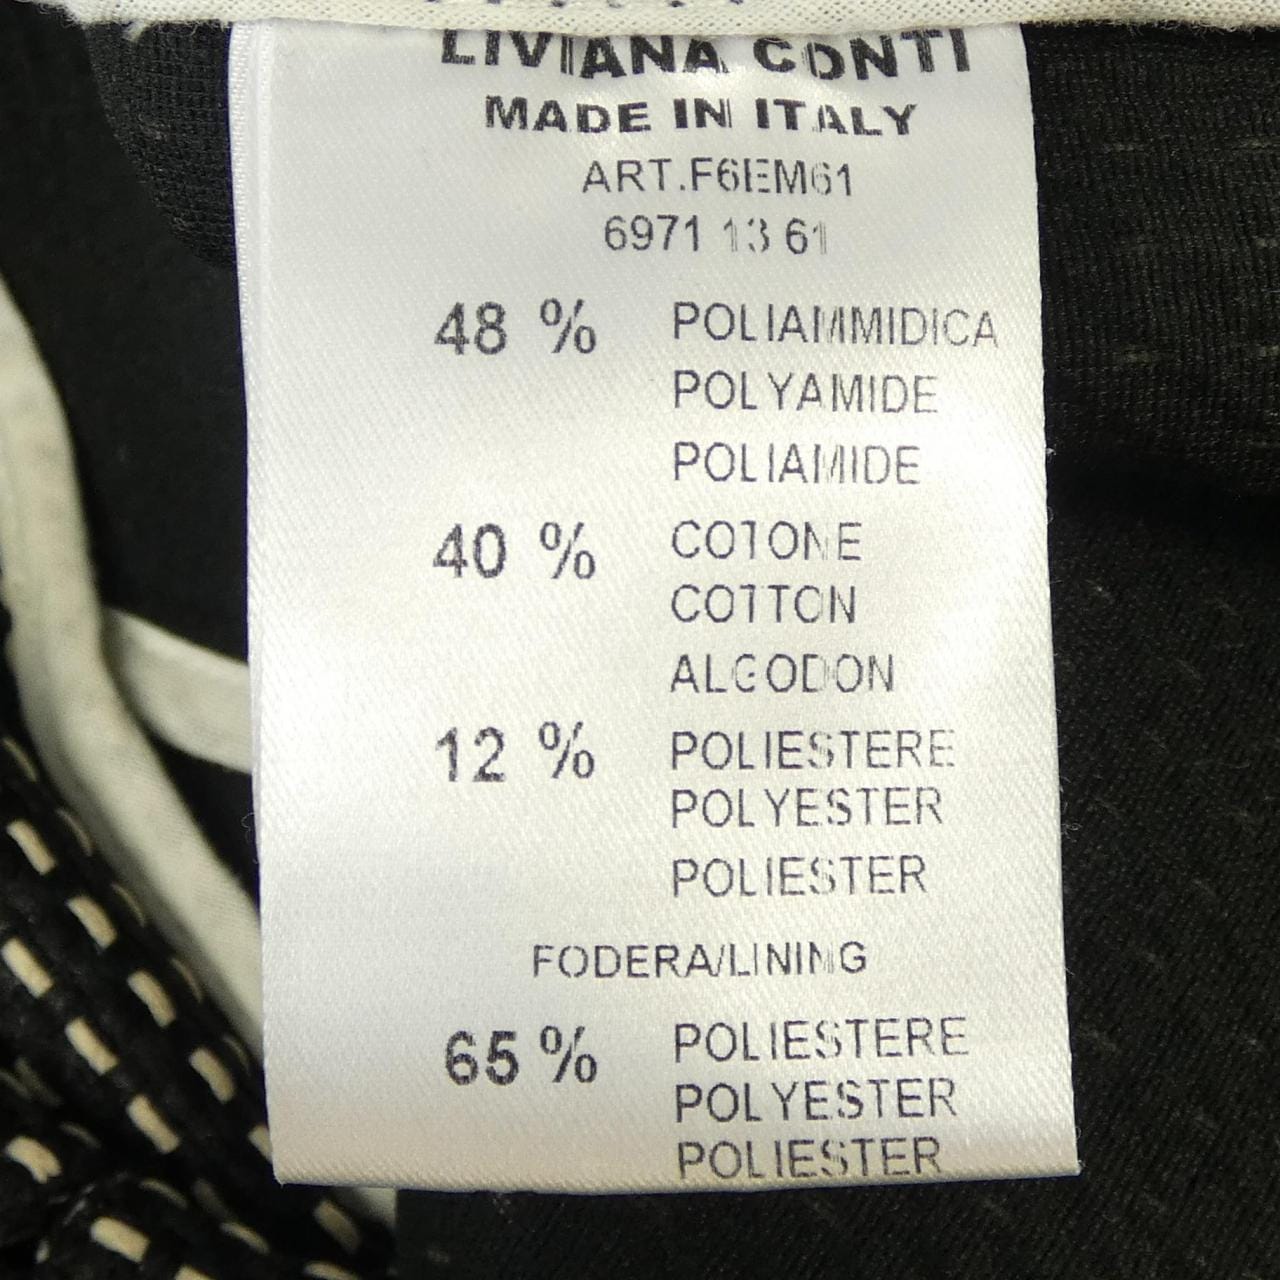 LIVIANA CONTI
MADE IN ITALY
ART.F6EM61
6971 13 61
48 % POLIAMMIDICA
POLYAMIDE
POLIAMIDE
40 % COTONE
COTTON
ALGODON
12 % POLIESTERE
POLYESTER
POLIESTER
FODERA/LINING
65 % POLIESTERE
POLYESTER
POLIESTER